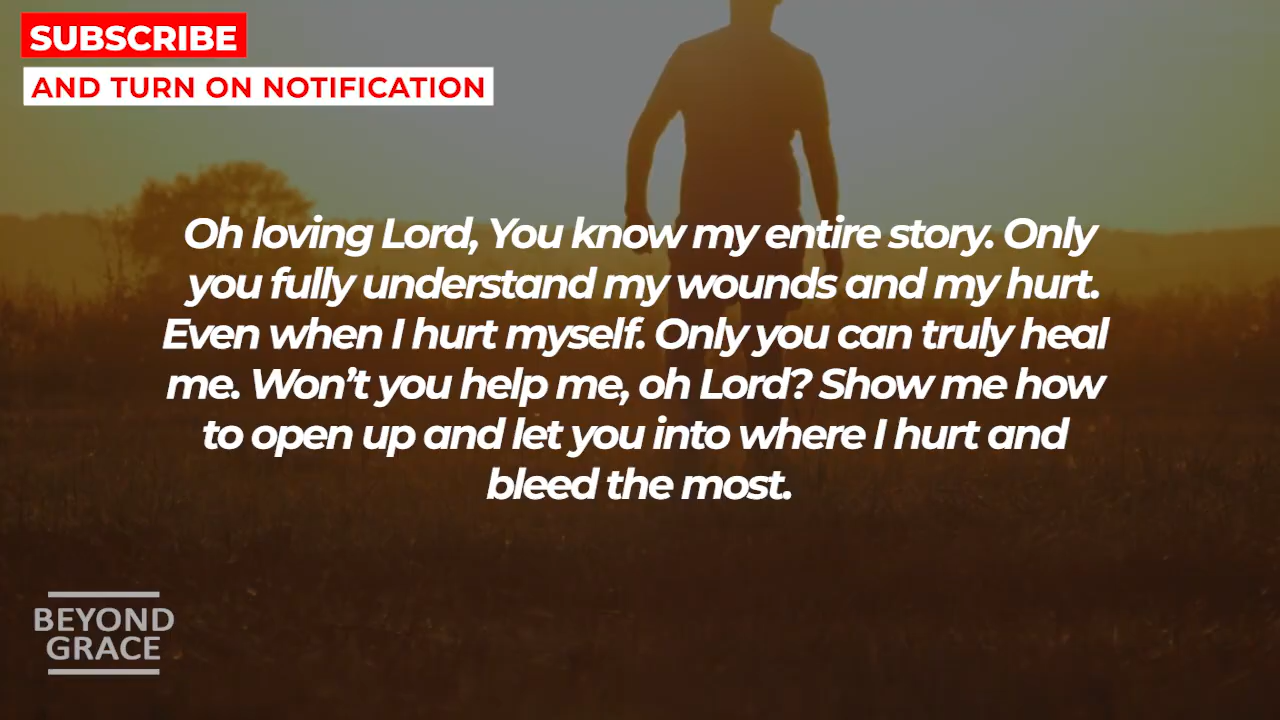 SUBSCRIBE
AND TURN ON NOTIFICATION
Oh loving Lord, You know my entire story. Only
you fully understand my wounds and my hurt.
Even when I hurt myself. Only you can truly heal
me. Won’t you help me, oh Lord? Show me how
to open up and let you into where I hurt and
bleed the most.
BEYOND
GRACE